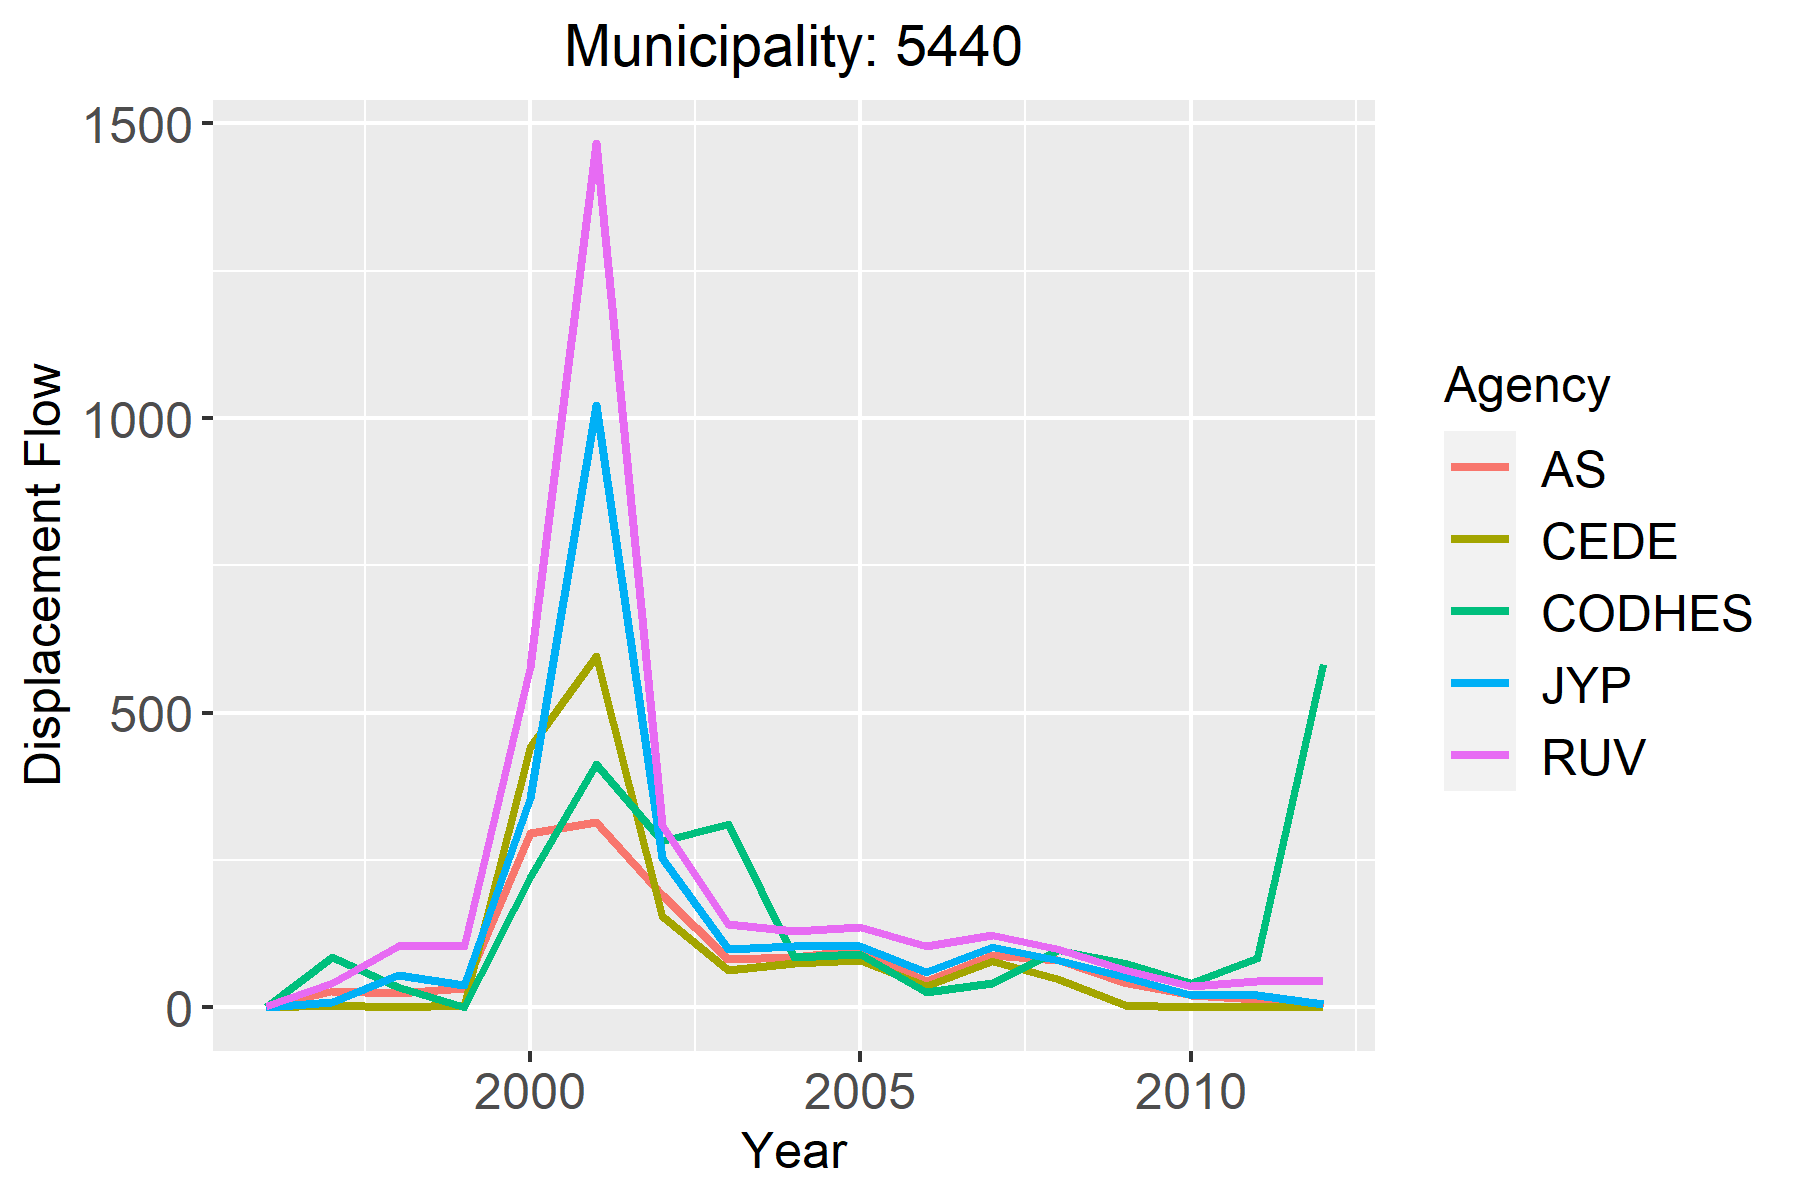 Municipality: 5440
1500
1000
500
0
Displacement Flow
2000 2005 2010
Year
Agency
AS
CEDE
CODHES
JYP
RUV